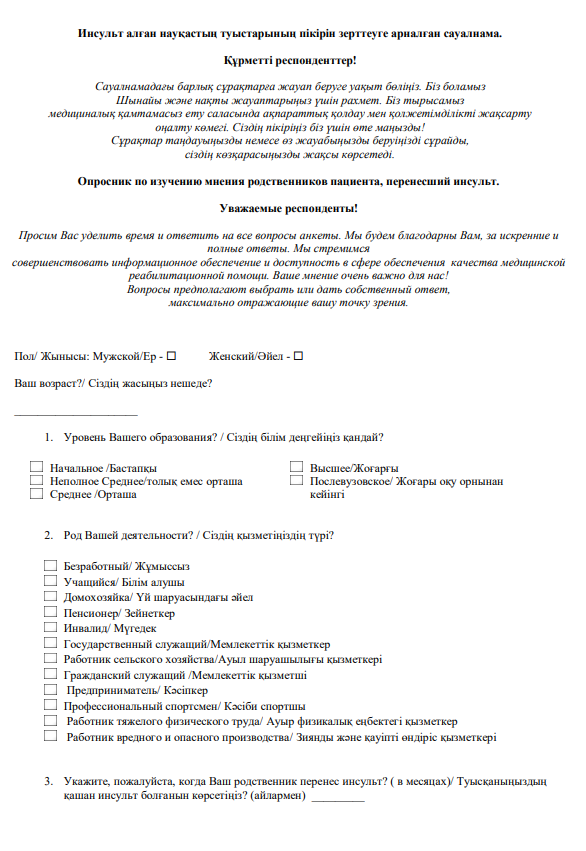 Инсульт алған науқастың туыстарының пікірін зерттеуге арналған сауалнама.
Құрметті респонденттер!
Сауалнамадағы барлық сұрақтарға жауап беруге уақыт бөліңіз. Біз боламыз
Шынайы және нақты жауаптарыңыз үшін рахмет. Біз тырысамыз
медициналық қамтамасыз ету саласында ақпараттық қолдау мен қолжетімділікті жақсарту
оңалту көмегі. Сіздің пікіріңіз біз үшін өте маңызды!
Сұрақтар таңдауыңызды немесе өз жауабыңызды беруіңізді сұрайды,
сіздің көзқарасыңызды жақсы көрсетеді.
Опросник по изучению мнения родственников пациента, перенесший инсульт.
Уважаемые респонденты!
Просим Вас уделить время и ответить на все вопросы анкеты. Мы будем благодарны Вам, за искренние и
полные ответы. Мы стремимся
совершенствовать информационное обеспечение и доступность в сфере обеспечения качества медицинской
реабилитационной помощи. Ваше мнение очень важно для нас!
Вопросы предполагают выбрать или дать собственный ответ,
максимально отражающие вашу точку зрения.
Пол/ Жынысы: Мужской/Ер - ☐ Женский/Әйел - ☐
Ваш возраст?/ Сіздің жасыңыз нешеде?
_____________________
1. Уровень Вашего образования? / Сіздің білім деңгейіңіз қандай?
☐ Начальное /Бастапқы
☐ Неполное Среднее/толық емес орташа
☐ Среднее /Орташа
☐ Высшее/Жоғарғы
☐ Послевузовское/ Жоғары оқу орнынан
кейінгі
2. Род Вашей деятельности? / Сіздің қызметіңіздің түрі?
☐ Безработный/ Жұмыссыз
☐ Учащийся/ Білім алушы
☐ Домохозяйка/ Үй шаруасындағы әйел
☐ Пенсионер/ Зейнеткер
☐ Инвалид/ Мүгедек
☐ Государственный служащий/Мемлекеттік қызметкер
☐ Работник сельского хозяйства/Ауыл шаруашылығы қызметкері
☐ Гражданский служащий /Мемлекеттік қызметші
☐ Предприниматель/ Кәсіпкер
☐ Профессиональный спортсмен/ Кәсіби спортшы
☐ Работник тяжелого физического труда/ Ауыр физикалық еңбектегі қызметкер
☐ Работник вредного и опасного производства/ Зиянды және қауіпті өндіріс қызметкері
3. Укажите, пожалуйста, когда Ваш родственник перенес инсульт? ( в месяцах)/ Туысқаныңыздың
қашан инсульт болғанын көрсетіңіз? (айлармен) _________